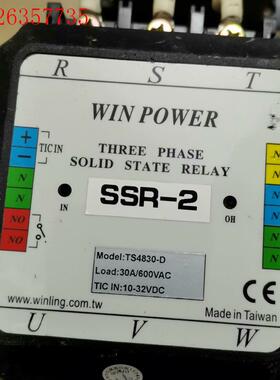 26357735
R S T
WIN POWER
+
-
TIC IN
THREE PHASE
SOLID STATE RELAY
N
N
N
NO
NO
IN
SSR-2
OH
Model:TS4830-D
Load:30A/600VAC
TIC IN:10-32VDC
CE
www.winling.com.tw
Made in Taiwan
U V W